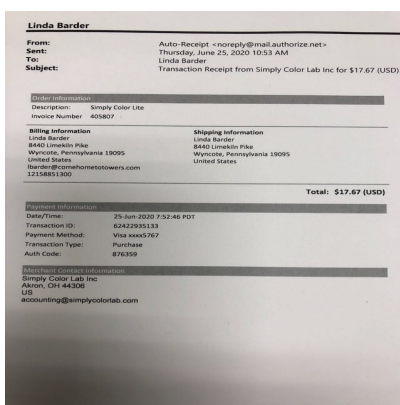 Linda Barder
From: Auto-Receipt <noreply@mail.authorize.net>
Sent: Thursday, June 25, 2020 10:53 AM
To: Linda Barder
Subject: Transaction Receipt from Simply Color Lab Inc for $17.67 (USD)
Order Information
Description: Simply Color Lite
Invoice Number 405807
Billing Information
Linda Barder
8440 Limekiln Pike
Wyncote, Pennsylvania 19095
United States
lbarder@comehometotowers.com
12158851300
Shipping Information
Linda Barder
8440 Limekiln Pike
Wyncote, Pennsylvania 19095
United States
Total: $17.67 (USD)
Payment Information
Date/Time: 25-Jun-2020 7:52:46 PDT
Transaction ID: 62422935133
Payment Method: Visa xxxx5767
Transaction Type: Purchase
Auth Code: 876359
Merchant Contact Information
Simply Color Lab Inc
Akron, OH 44306
US
accounting@simplycolorlab.com